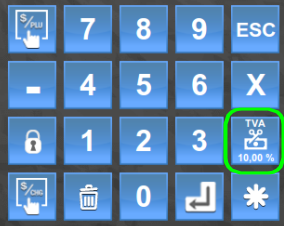 $/PLU 7 8 9 ESC
- 4 5 6 X
1 2 3 TVA
10,00 %
$/CHG 0 *